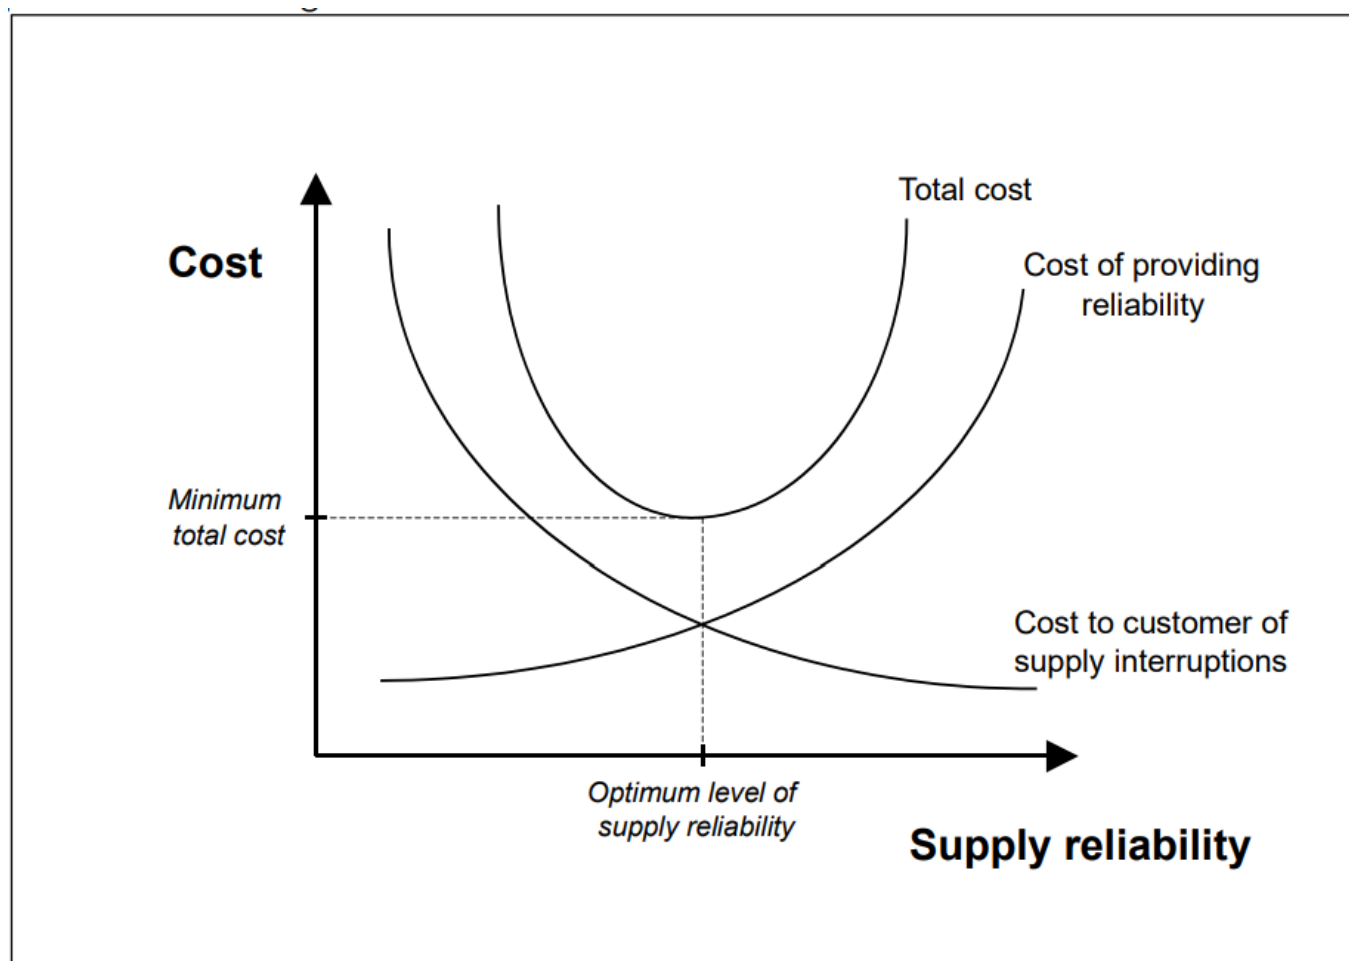 Total cost
Cost
Cost of providing
reliability
Minimum
total cost
Cost to customer of
supply interruptions
Optimum level of
supply reliability
Supply reliability